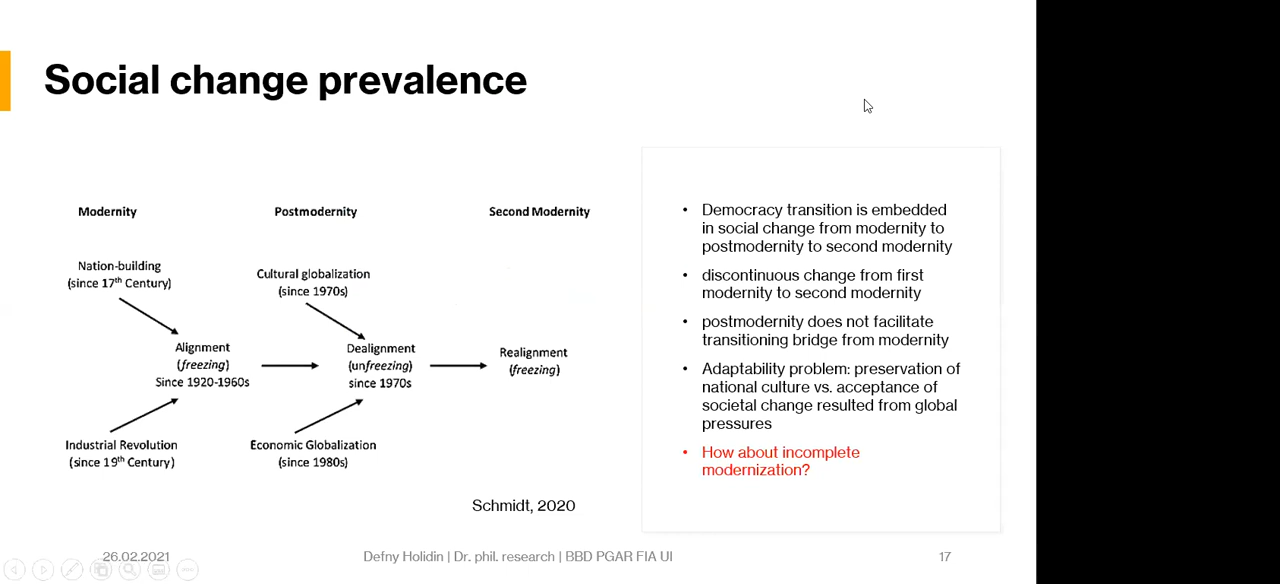 Social change prevalence
Modernity
Postmodernity
Second Modernity
Nation-building
(since 17th Century)
Cultural globalization
(since 1970s)
Alignment
(freezing)
Since 1920-1960s
Dealignment
(unfreezing)
since 1970s
Realignment
(freezing)
Industrial Revolution
(since 19th Century)
Economic Globalization
(since 1980s)
Schmidt, 2020
• Democracy transition is embedded
in social change from modernity to
postmodernity to second modernity
• discontinuous change from first
modernity to second modernity
• postmodernity does not facilitate
transitioning bridge from modernity
• Adaptability problem: preservation of
national culture vs. acceptance of
societal change resulted from global
pressures
• How about incomplete
modernization?
26.02.2021
Defny Holidin | Dr. phil. research | BBD PGAR FIA UI
17